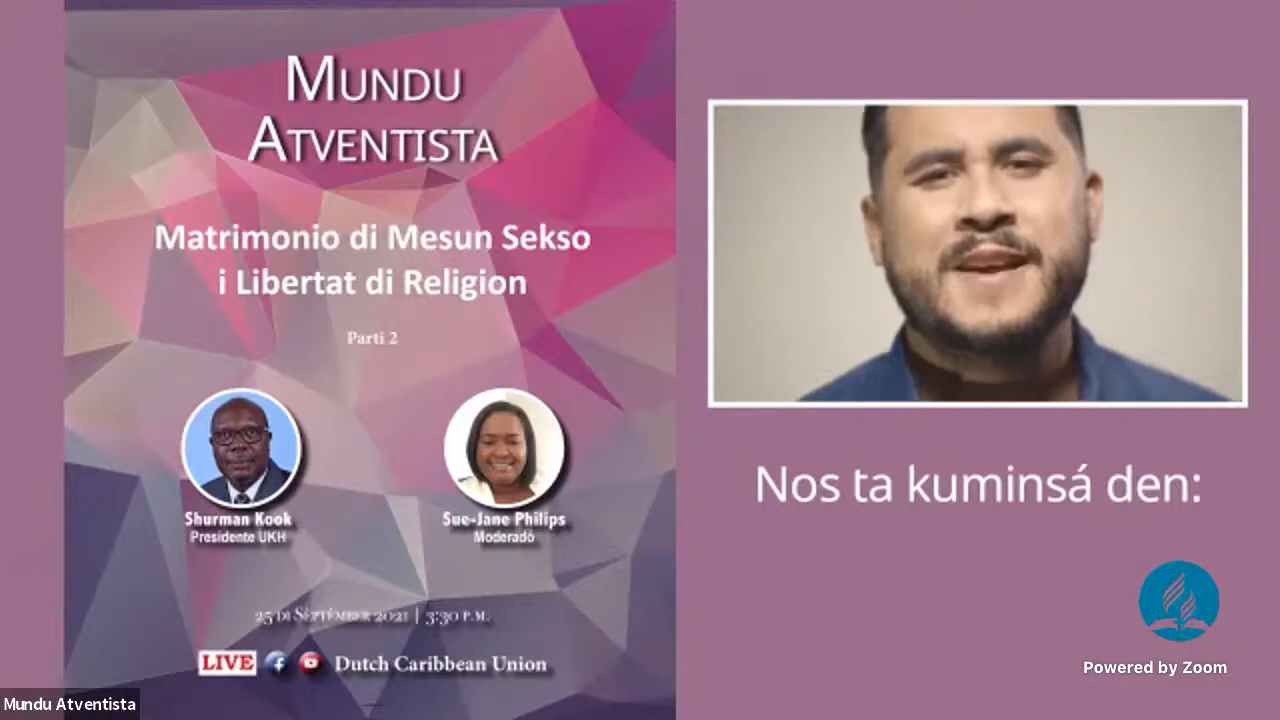 MUNDU
ATVENTISTA
Matrimonio di Mesun Sekso
i Libertat di Religion
Parti 2
Shurman Kook
Presidente UKH
Sue-Jane Philips
Moderadó
25 DI SÈPTÈMBER 2021 | 3:30 P.M.
LIVE
Dutch Caribbean Union
Nos ta kuminsá den:
Powered by Zoom
Mundu Atventista